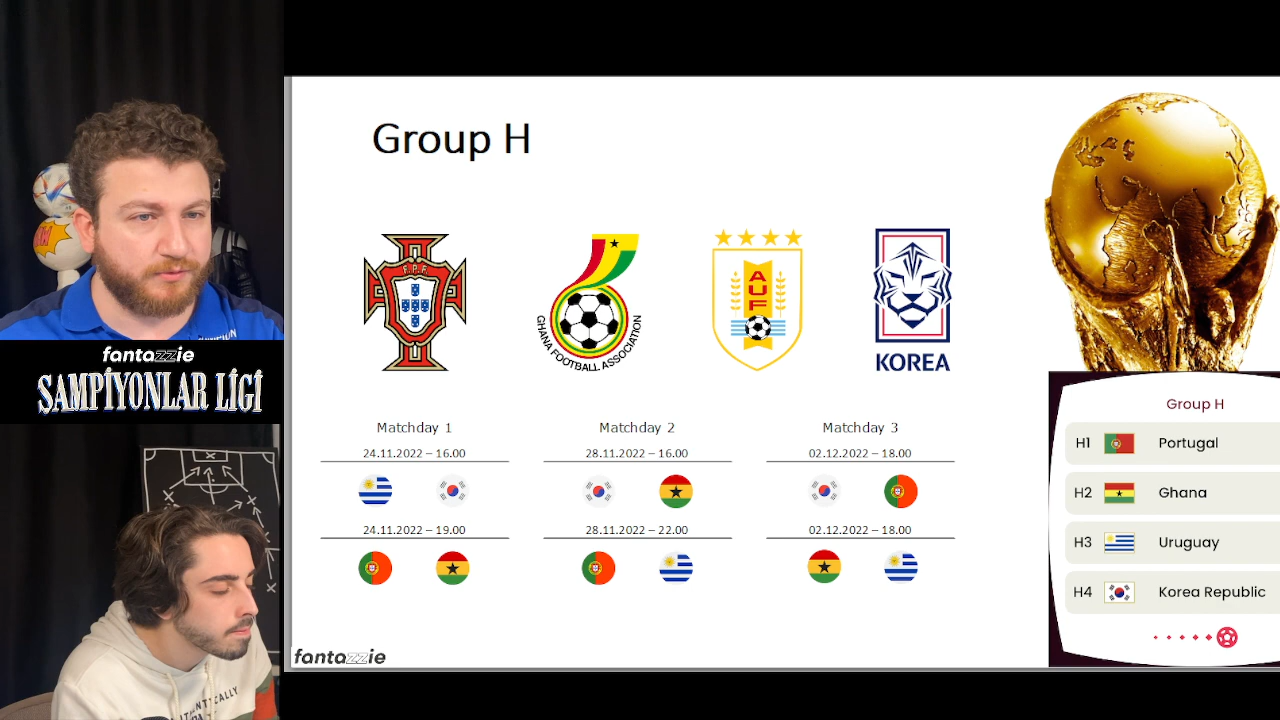 Group H
F.P.F.
GHANA FOOTBALL ASSOCIATION
AUF
KOREA
Matchday 1
24.11.2022 – 16.00
24.11.2022 – 19.00
Matchday 2
28.11.2022 – 16.00
28.11.2022 – 22.00
Matchday 3
02.12.2022 – 18.00
02.12.2022 – 18.00
fantazzie
Group H
H1 Portugal
H2 Ghana
H3 Uruguay
H4 Korea Republic
fantazzie
ŞAMPİYONLAR LİGİ